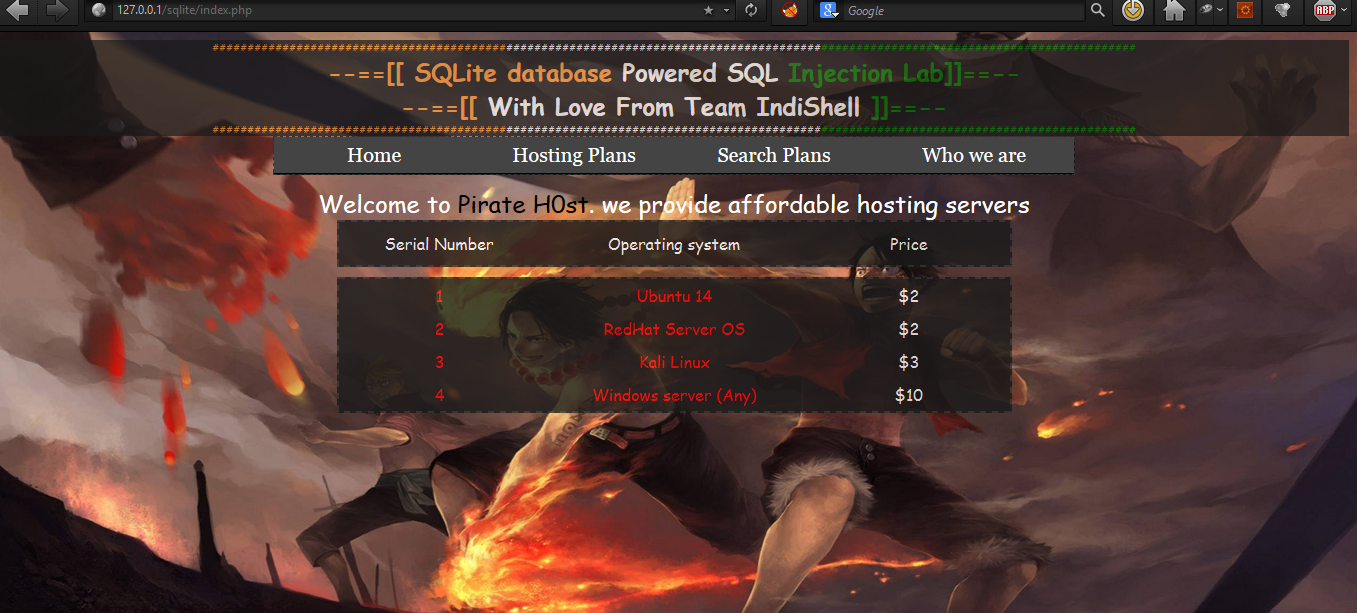 127.0.0.1/sqlite/index.php
Google
ABP
--==[[ SQLite database Powered SQL Injection Lab]]==--
--==[[ With Love From Team IndiShell ]]==--
Home Hosting Plans Search Plans Who we are
Welcome to Pirate H0st. we provide affordable hosting servers
Serial Number Operating system Price
1 Ubuntu 14 $2
2 RedHat Server OS $2
3 Kali Linux $3
4 Windows server (Any) $10